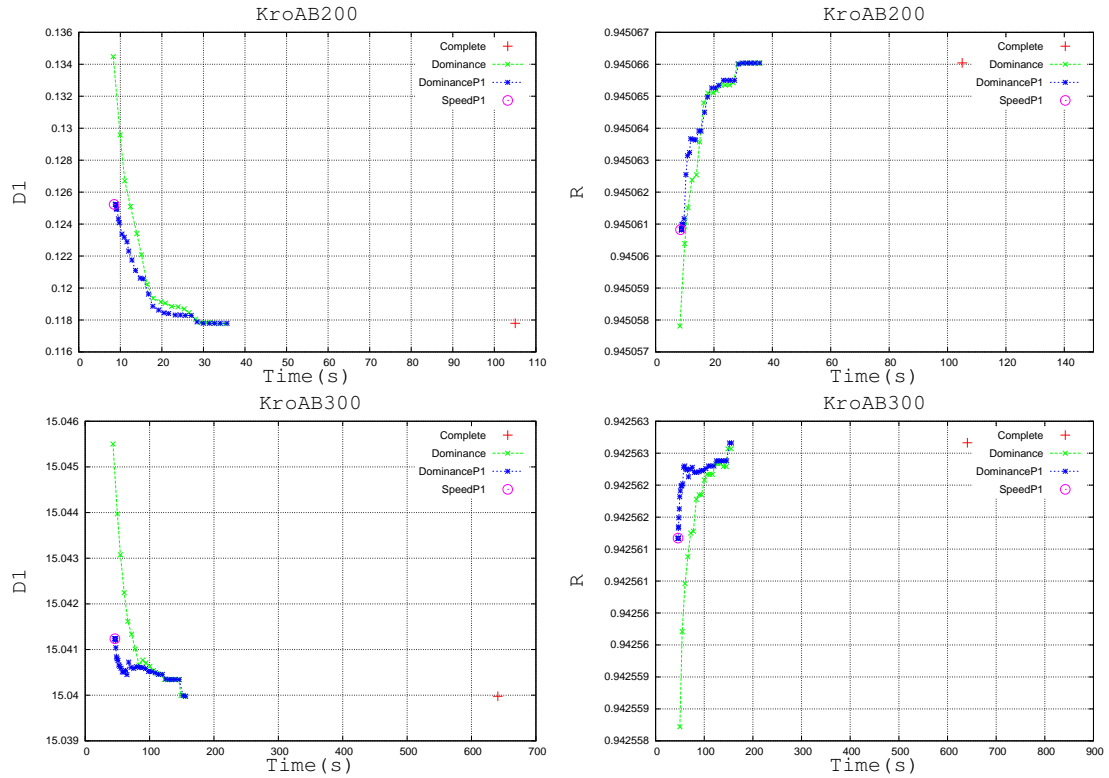 KroAB200
0.136
0.134
0.132
0.13
0.128
0.126
0.124
0.122
0.12
0.118
0.116
D1
0 10 20 30 40 50 60 70 80 90 100 110
Time(s)
Complete
Dominance
DominanceP1
SpeedP1
KroAB200
0.945067
0.945066
0.945065
0.945064
0.945063
0.945062
0.945061
0.94506
0.945059
0.945058
0.945057
R
0 20 40 60 80 100 120 140
Time(s)
Complete
Dominance
DominanceP1
SpeedP1
KroAB300
15.046
15.045
15.044
15.043
15.042
15.041
15.04
15.039
D1
0 100 200 300 400 500 600 700
Time(s)
Complete
Dominance
DominanceP1
SpeedP1
KroAB300
0.942563
0.942563
0.942562
0.942562
0.942561
0.942561
0.94256
0.94256
0.942559
0.942559
0.942558
R
0 100 200 300 400 500 600 700 800 900
Time(s)
Complete
Dominance
DominanceP1
SpeedP1